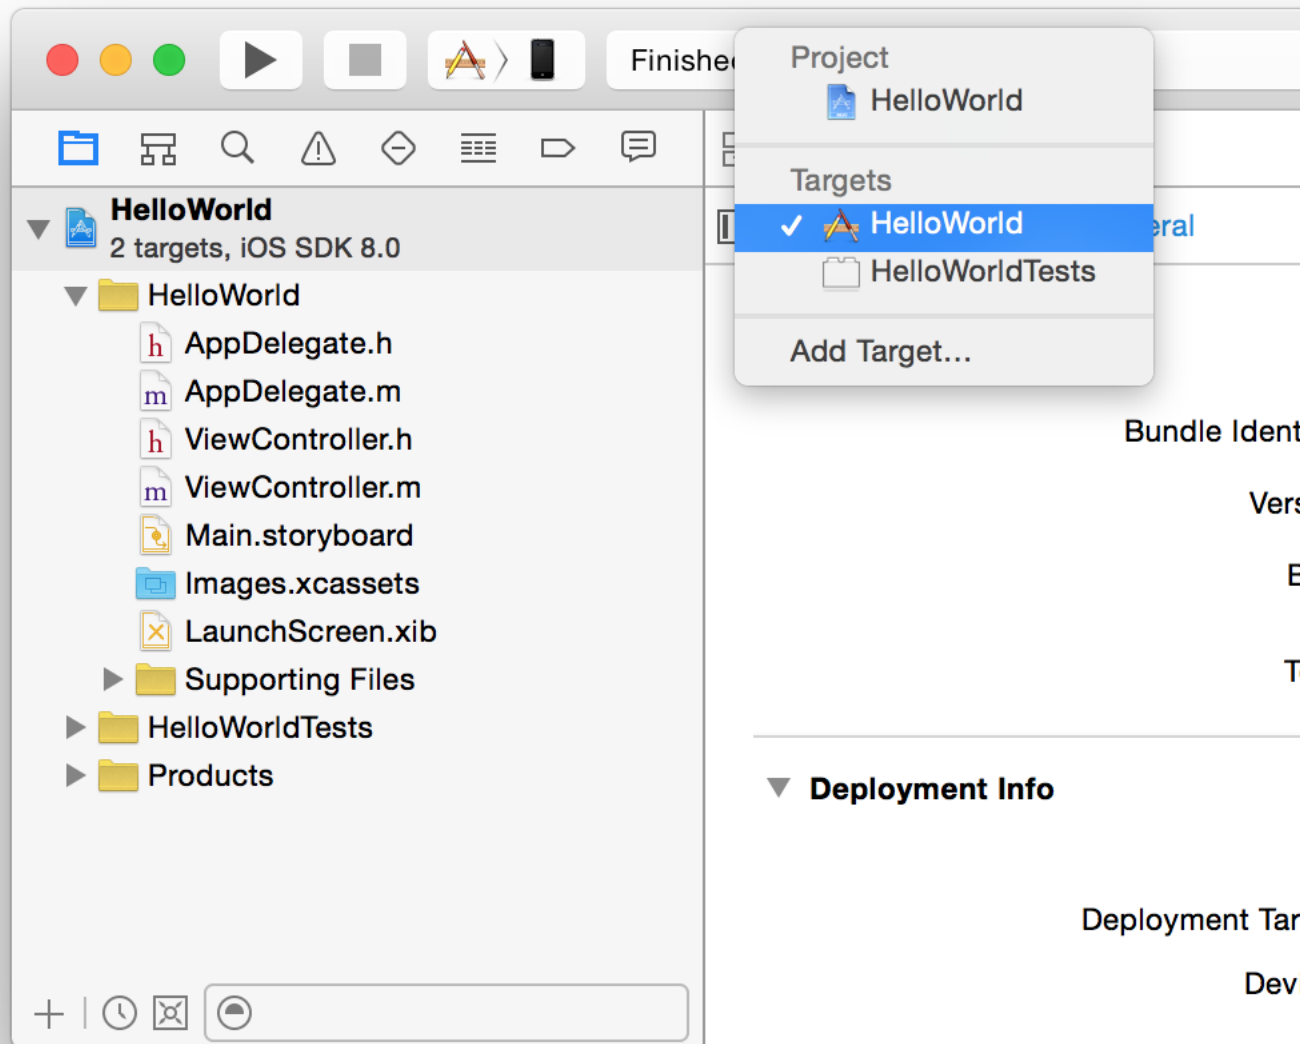 Finished
Project
HelloWorld
Targets
HelloWorld
HelloWorldTests
Add Target...
HelloWorld
2 targets, iOS SDK 8.0
HelloWorld
h AppDelegate.h
m AppDelegate.m
h ViewController.h
m ViewController.m
Main.storyboard
Images.xcassets
LaunchScreen.xib
Supporting Files
HelloWorldTests
Products
eral
Bundle Ident
Vers
B
T
Deployment Info
Deployment Tar
Dev